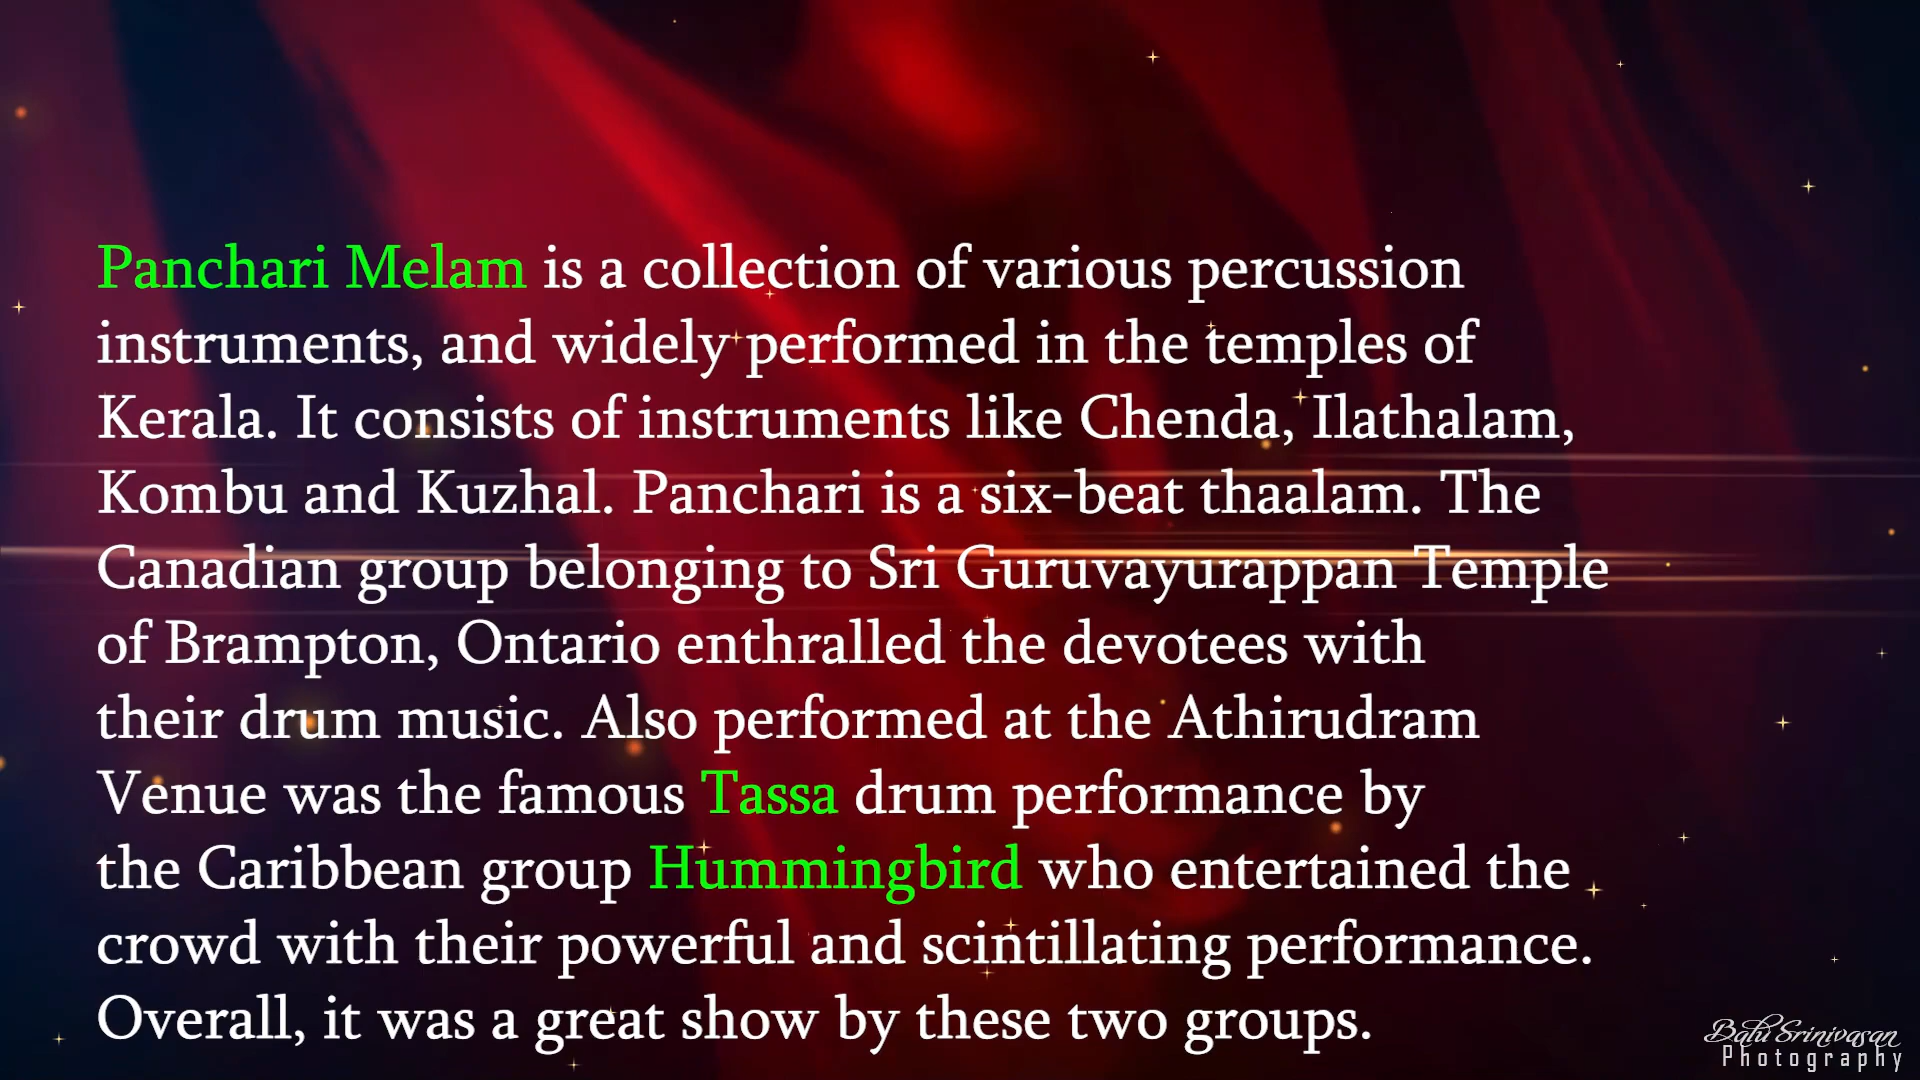 Panchari Melam is a collection of various percussion
instruments, and widely performed in the temples of
Kerala. It consists of instruments like Chenda, Ilathalam,
Kombu and Kuzhal. Panchari is a six-beat thaalam. The
Canadian group belonging to Sri Guruvayurappan Temple
of Brampton, Ontario enthralled the devotees with
their drum music. Also performed at the Athirudram
Venue was the famous Tassa drum performance by
the Caribbean group Hummingbird who entertained the
crowd with their powerful and scintillating performance.
Overall, it was a great show by these two groups.
Balu Srinivasan
Photography